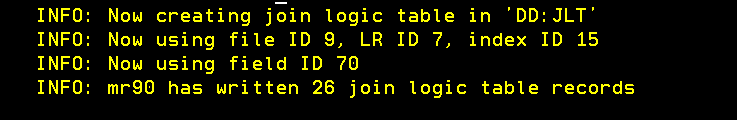 INFO: Now creating join logic table in 'DD:JLT'
INFO: Now using file ID 9, LR ID 7, index ID 15
INFO: Now using field ID 70
INFO: mr90 has written 26 join logic table records